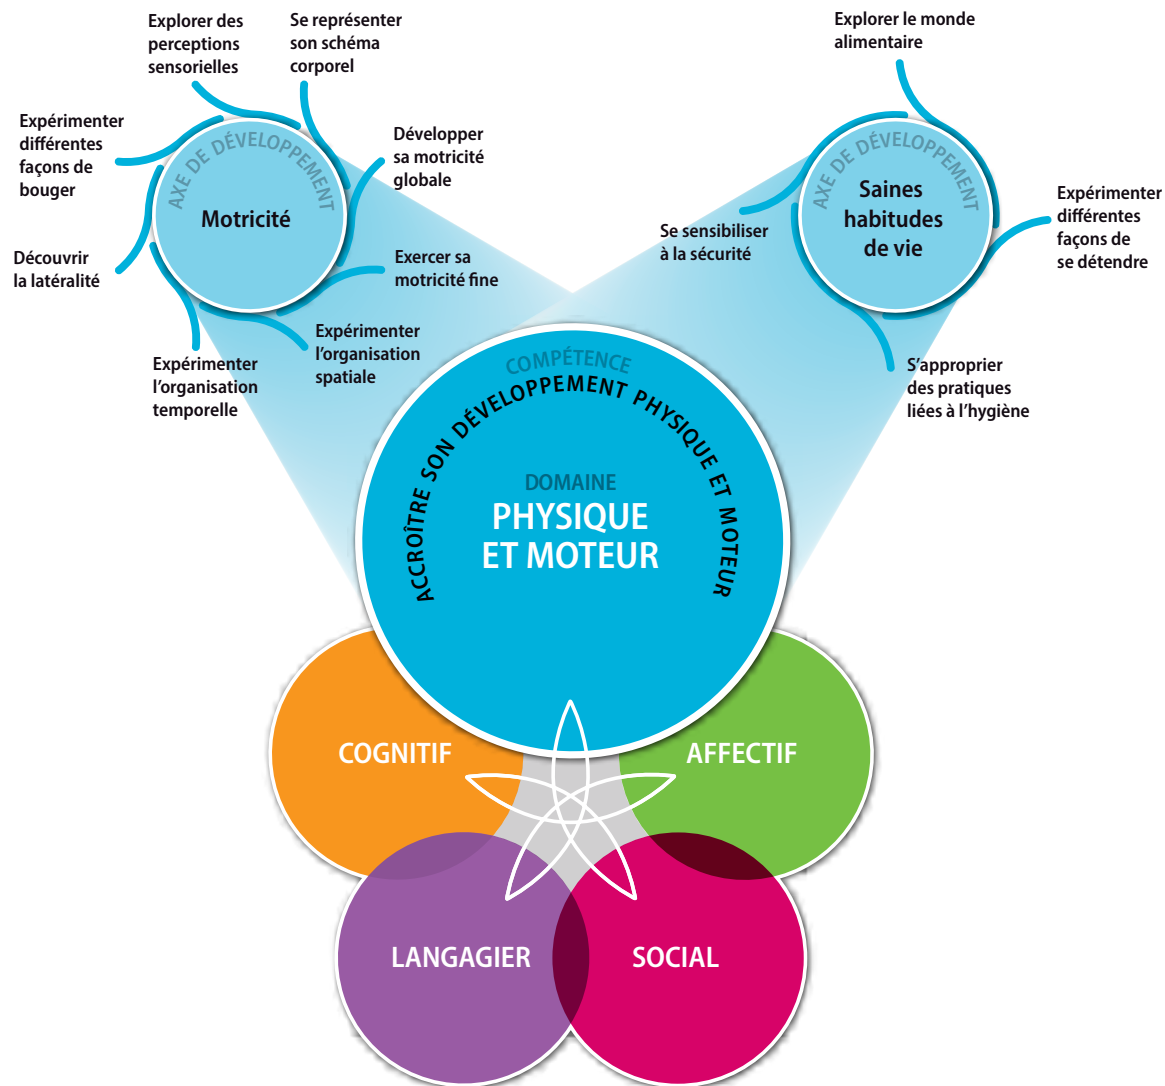 Explorer des
perceptions
sensorielles
Se représenter
son schéma
corporel
Expérimenter
différentes
façons de
bouger
Développer
sa motricité
globale
AXE DE DÉVELOPPEMENT
Motricité
Découvrir
la latéralité
Exercer sa
motricité fine
Expérimenter
l'organisation
temporelle
Expérimenter
l'organisation
spatiale
Explorer le monde
alimentaire
AXE DE DÉVELOPPEMENT
Saines
habitudes
de vie
Se sensibiliser
à la sécurité
Expérimenter
différentes
façons de
se détendre
S'approprier
des pratiques
liées à l'hygiène
COMPÉTENCE
ACCROÎTRE SON DÉVELOPPEMENT PHYSIQUE ET MOTEUR
DOMAINE
PHYSIQUE
ET MOTEUR
COGNITIF
AFFECTIF
LANGAGIER
SOCIAL